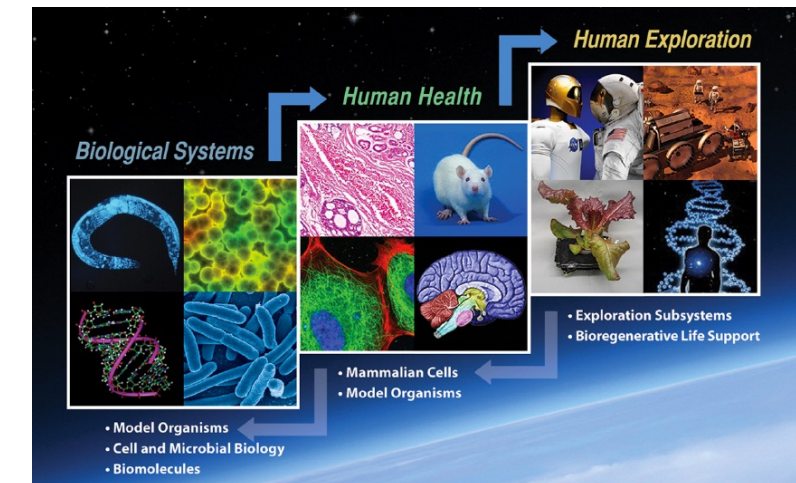 Human Exploration
Human Health
Biological Systems
• Exploration Subsystems
• Bioregenerative Life Support
• Mammalian Cells
• Model Organisms
• Model Organisms
• Cell and Microbial Biology
• Biomolecules